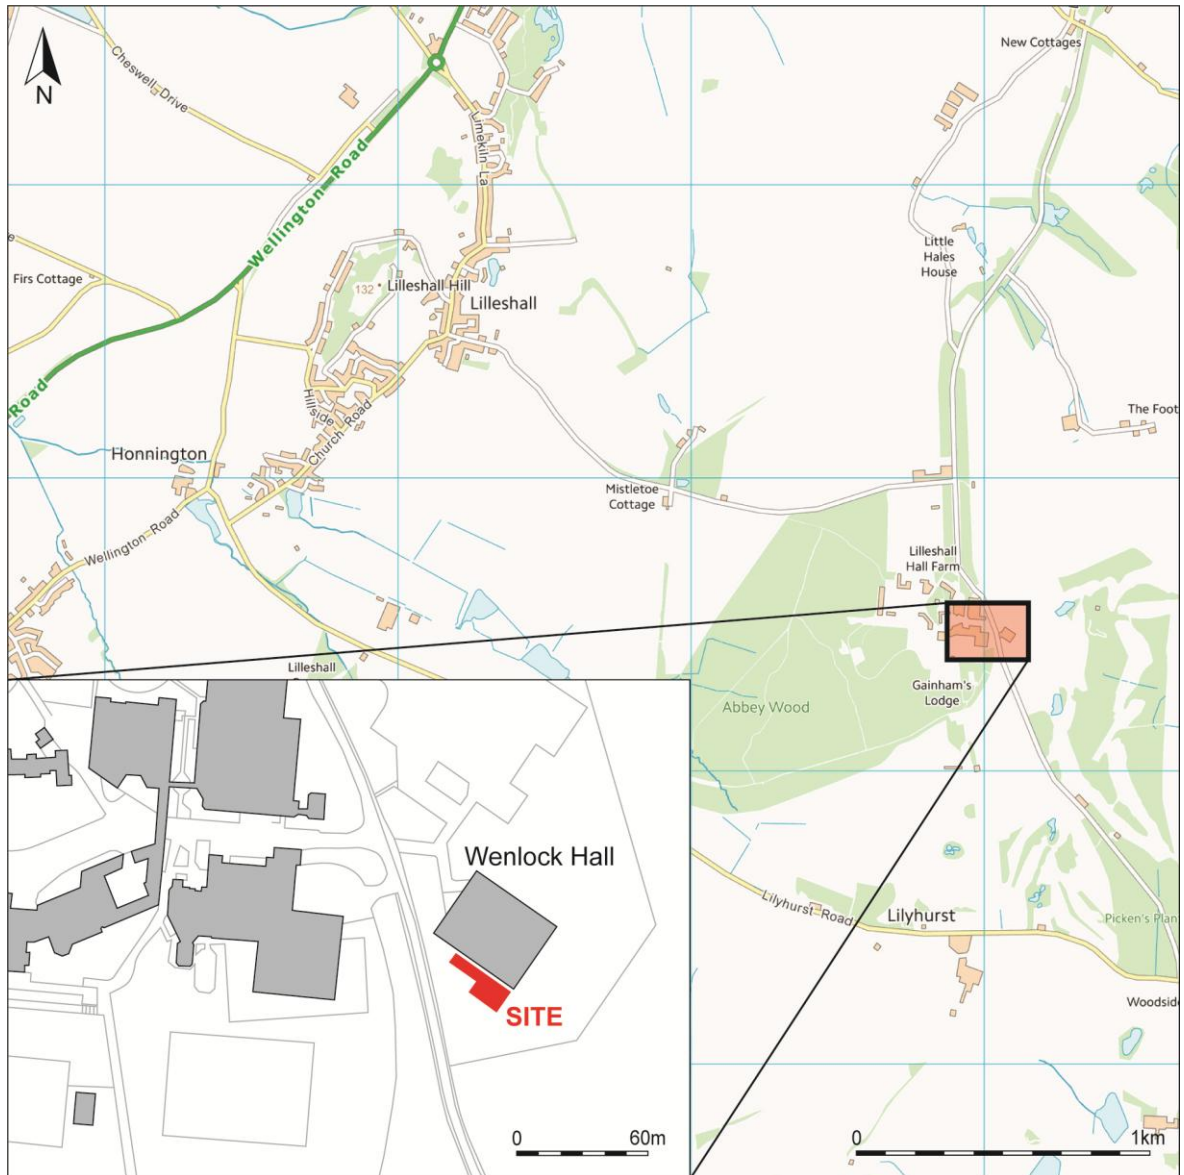 New Cottages
Cheswell Drive
N
Limekiln La
Wellington Road
Little
Hales
House
Firs Cottage
132
Lilleshall Hill
Lilleshall
Road
Hillside
Church Road
The Foot
Honnington
Mistletoe
Cottage
Wellington Road
Lilleshall
Hall Farm
Lilleshall
Gainham's
Lodge
Abbey Wood
Wenlock Hall
Lilyhurst Road
Lilyhurst
Picken's Plan
SITE
Woodside
0 60m
0 1km